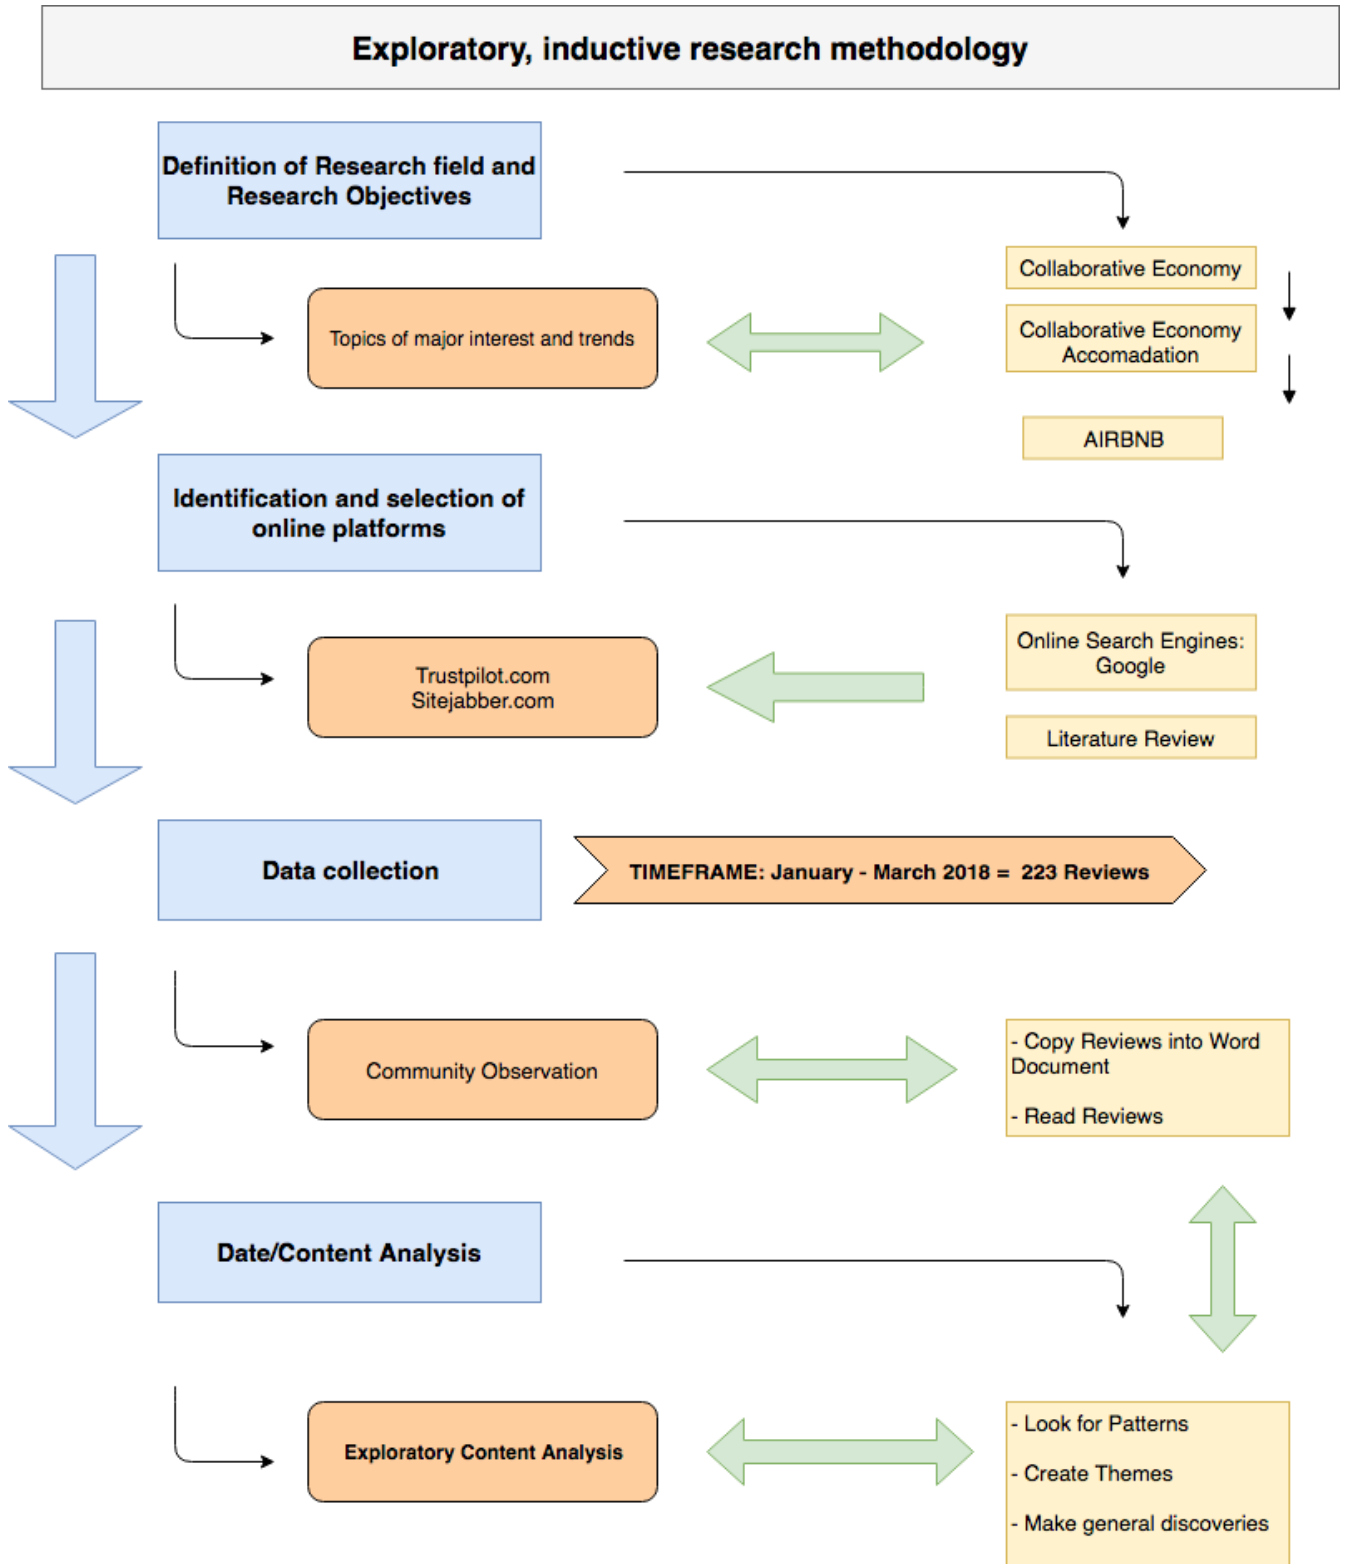 Exploratory, inductive research methodology
Definition of Research field and
Research Objectives
Collaborative Economy
Topics of major interest and trends
Collaborative Economy
Accomadation
AIRBNB
Identification and selection of
online platforms
Trustpilot.com
Sitejabber.com
Online Search Engines:
Google
Literature Review
Data collection
TIMEFRAME: January - March 2018 = 223 Reviews
Community Observation
- Copy Reviews into Word
Document
- Read Reviews
Date/Content Analysis
Exploratory Content Analysis
- Look for Patterns
- Create Themes
- Make general discoveries